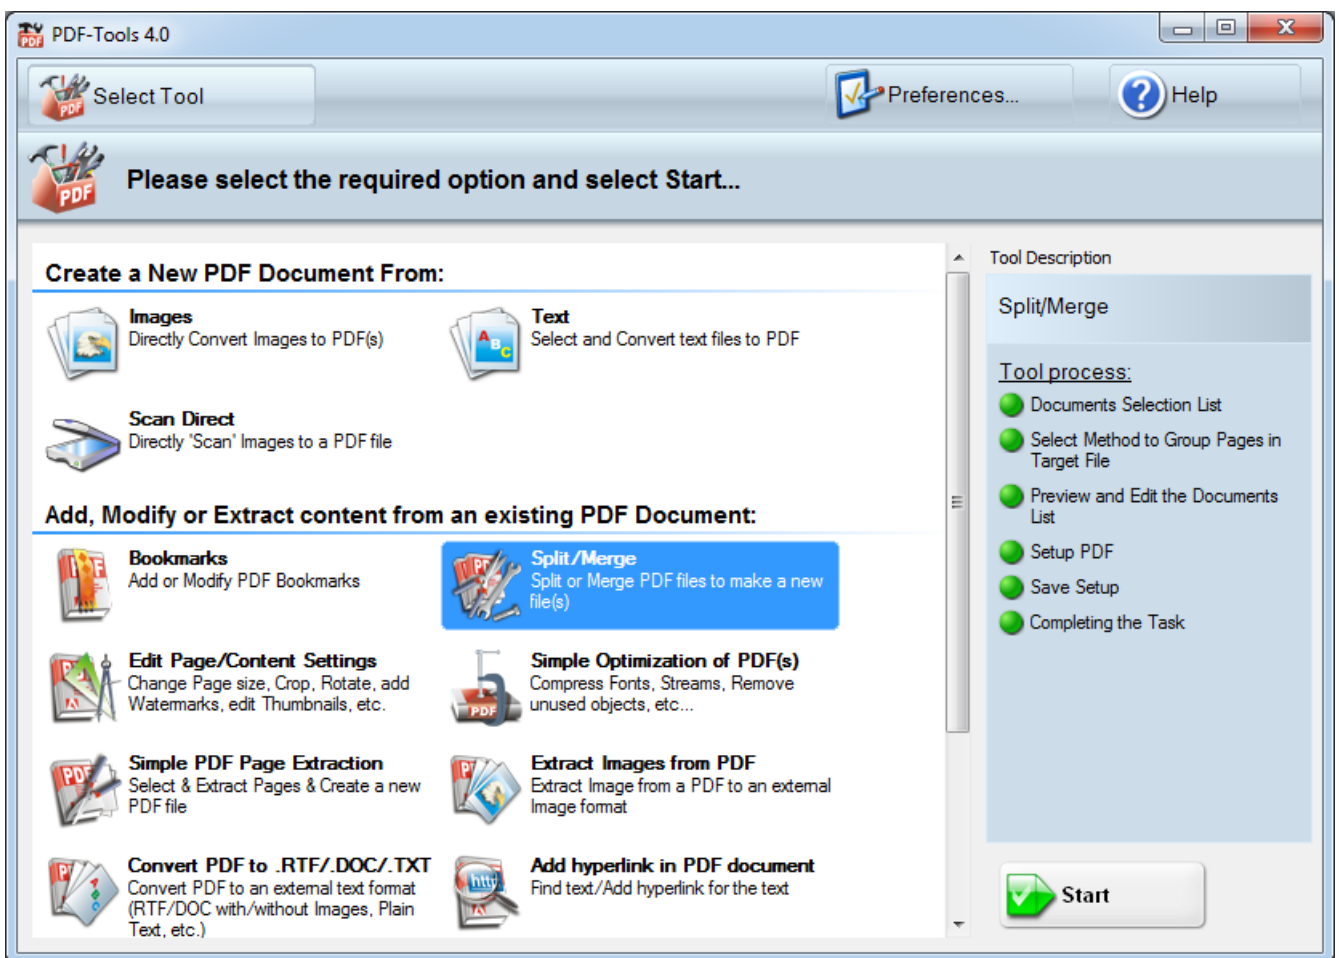 PDF-Tools 4.0
Select Tool
Preferences...
Help
Please select the required option and select Start...
Create a New PDF Document From:
Images
Directly Convert Images to PDF(s)
Text
Select and Convert text files to PDF
Scan Direct
Directly 'Scan' Images to a PDF file
Add, Modify or Extract content from an existing PDF Document:
Bookmarks
Add or Modify PDF Bookmarks
Split/Merge
Split or Merge PDF files to make a new
file(s)
Edit Page/Content Settings
Change Page size, Crop, Rotate, add
Watermarks, edit Thumbnails, etc.
Simple Optimization of PDF(s)
Compress Fonts, Streams, Remove
unused objects, etc...
Simple PDF Page Extraction
Select & Extract Pages & Create a new
PDF file
Extract Images from PDF
Extract Image from a PDF to an external
Image format
Convert PDF to .RTF/.DOC/.TXT
Convert PDF to an external text format
(RTF/DOC with/without Images, Plain
Text, etc.)
Add hyperlink in PDF document
Find text/Add hyperlink for the text
Tool Description
Split/Merge
Tool process:
Documents Selection List
Select Method to Group Pages in
Target File
Preview and Edit the Documents
List
Setup PDF
Save Setup
Completing the Task
Start